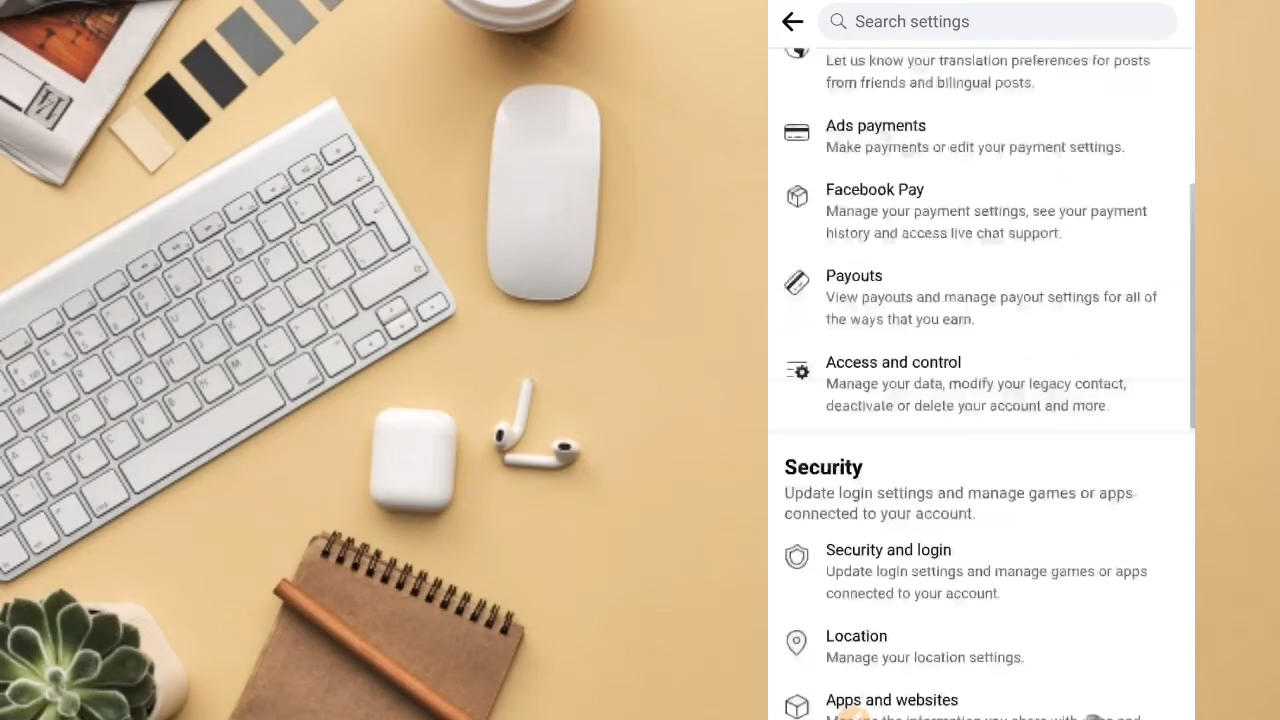 Search settings
Let us know your translation preferences for posts
from friends and bilingual posts.
Ads payments
Make payments or edit your payment settings.
Facebook Pay
Manage your payment settings, see your payment
history and access live chat support.
Payouts
View payouts and manage payout settings for all of
the ways that you earn.
Access and control
Manage your data, modify your legacy contact,
deactivate or delete your account and more.
Security
Update login settings and manage games or apps
connected to your account.
Security and login
Update login settings and manage games or apps
connected to your account.
Location
Manage your location settings.
Apps and websites